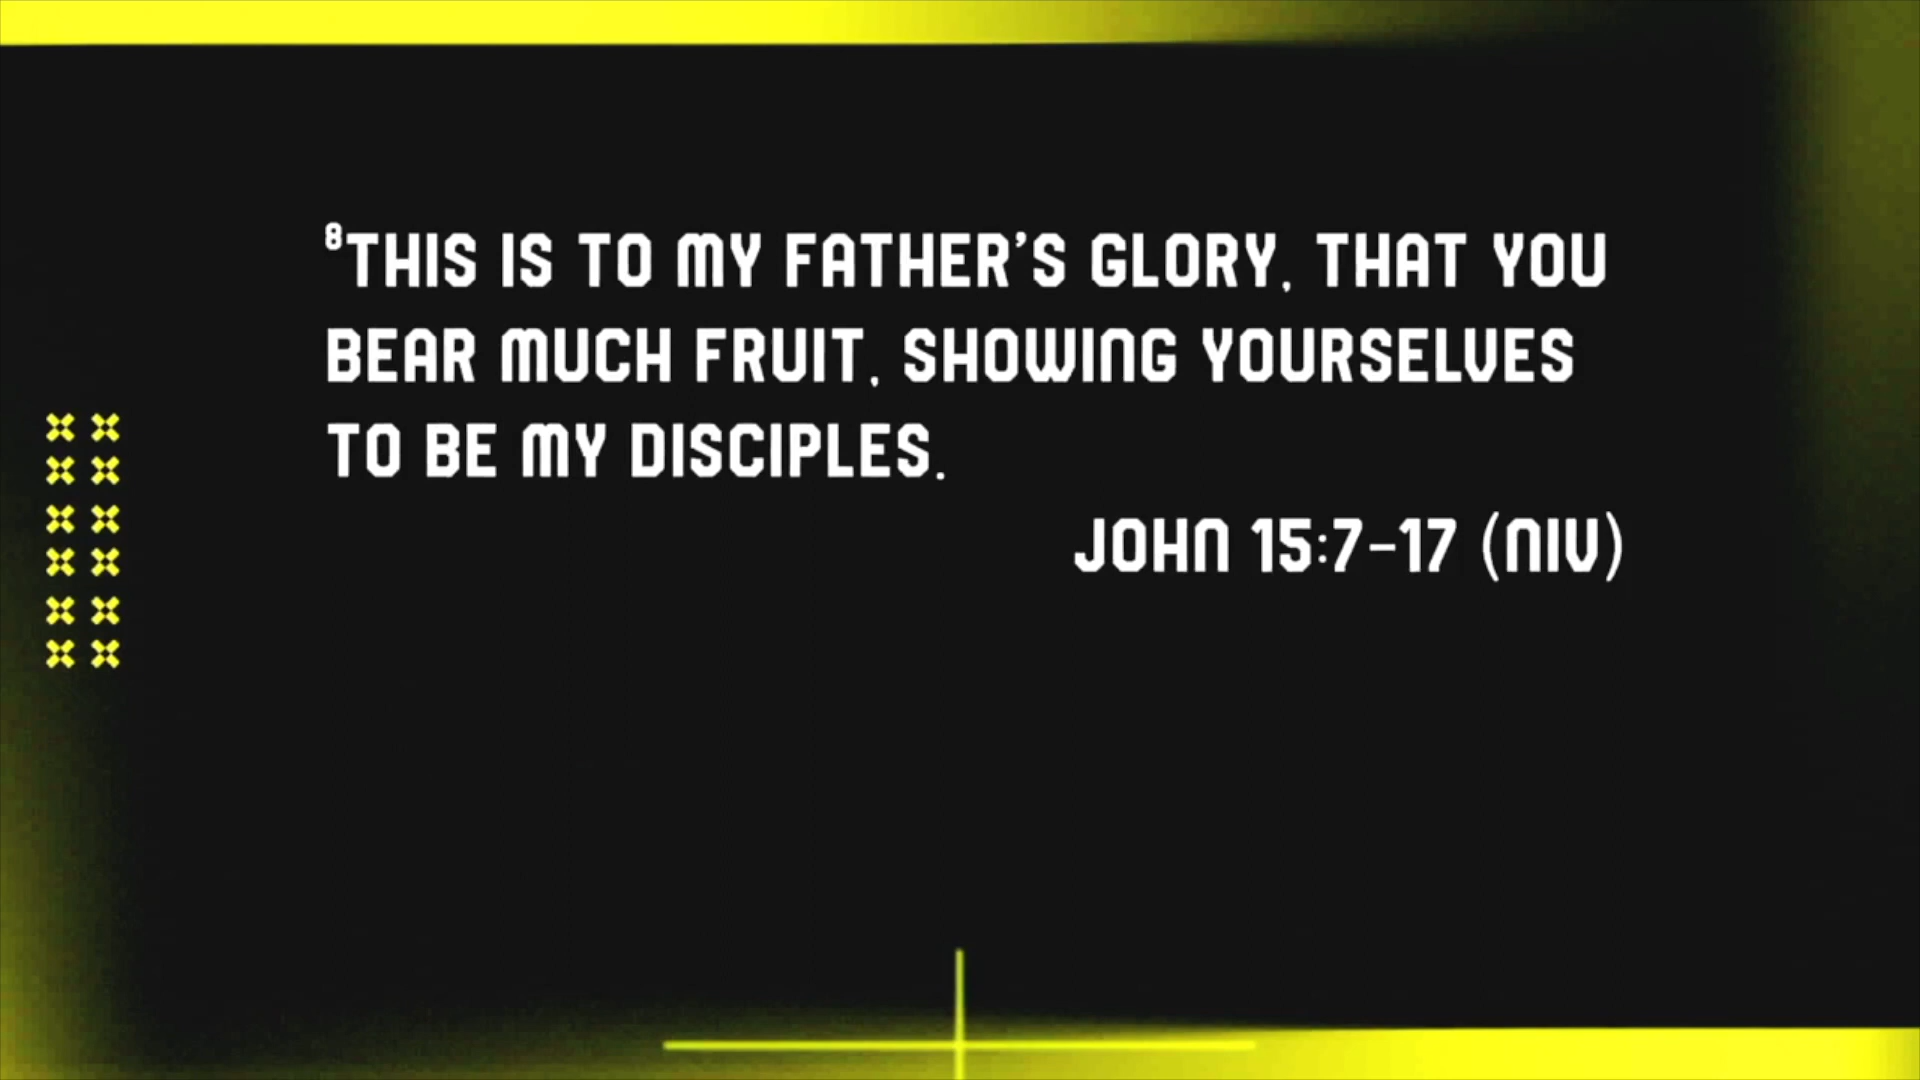 ⁸THIS IS TO MY FATHER’S GLORY, THAT YOU
BEAR MUCH FRUIT, SHOWING YOURSELVES
TO BE MY DISCIPLES.
JOHN 15:7-17 (NIV)